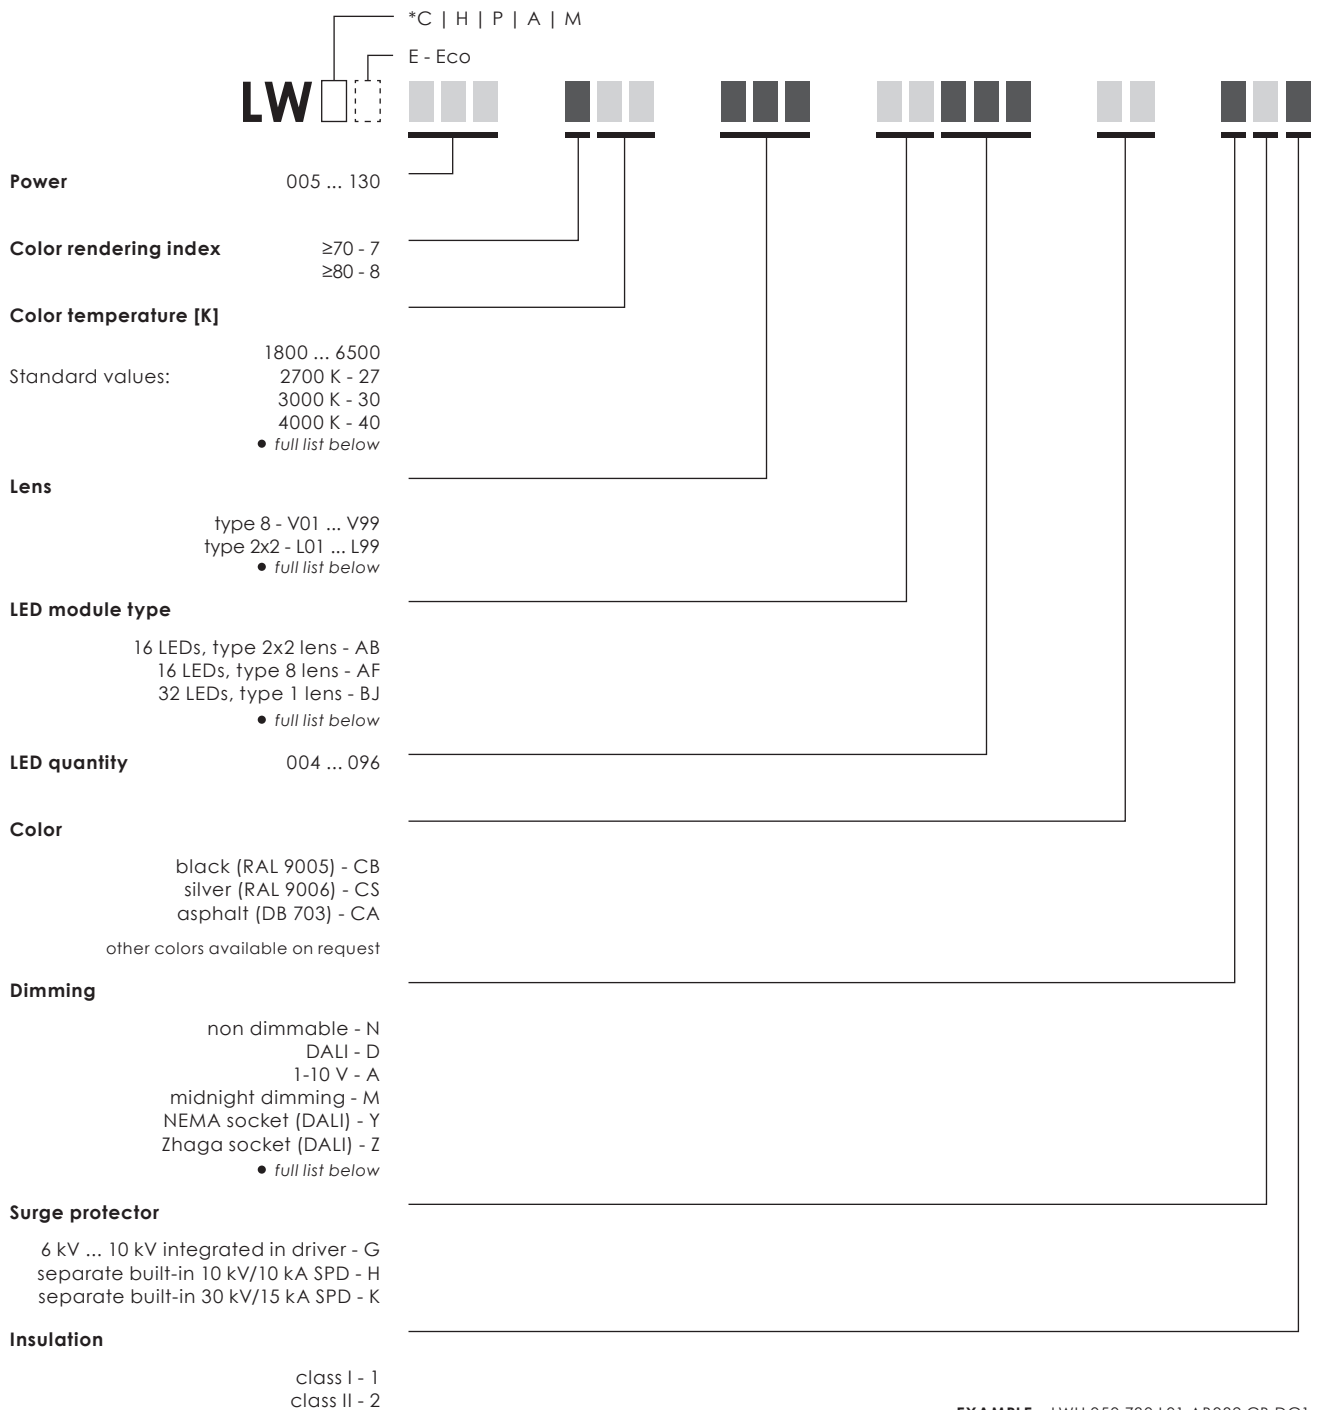 *C | H | P | A | M
E - Eco
LW
Power 005 ... 130
Color rendering index ≥70 - 7
≥80 - 8
Color temperature [K]
1800 ... 6500
Standard values: 2700 K - 27
3000 K - 30
4000 K - 40
• full list below
Lens
type 8 - V01 ... V99
type 2x2 - L01 ... L99
• full list below
LED module type
16 LEDs, type 2x2 lens - AB
16 LEDs, type 8 lens - AF
32 LEDs, type 1 lens - BJ
• full list below
LED quantity 004 ... 096
Color
black (RAL 9005) - CB
silver (RAL 9006) - CS
asphalt (DB 703) - CA
other colors available on request
Dimming
non dimmable - N
DALI - D
1-10 V - A
midnight dimming - M
NEMA socket (DALI) - Y
Zhaga socket (DALI) - Z
• full list below
Surge protector
6 kV ... 10 kV integrated in driver - G
separate built-in 10 kV/10 kA SPD - H
separate built-in 30 kV/15 kA SPD - K
Insulation
class I - 1
class II - 2
EXAMPLE